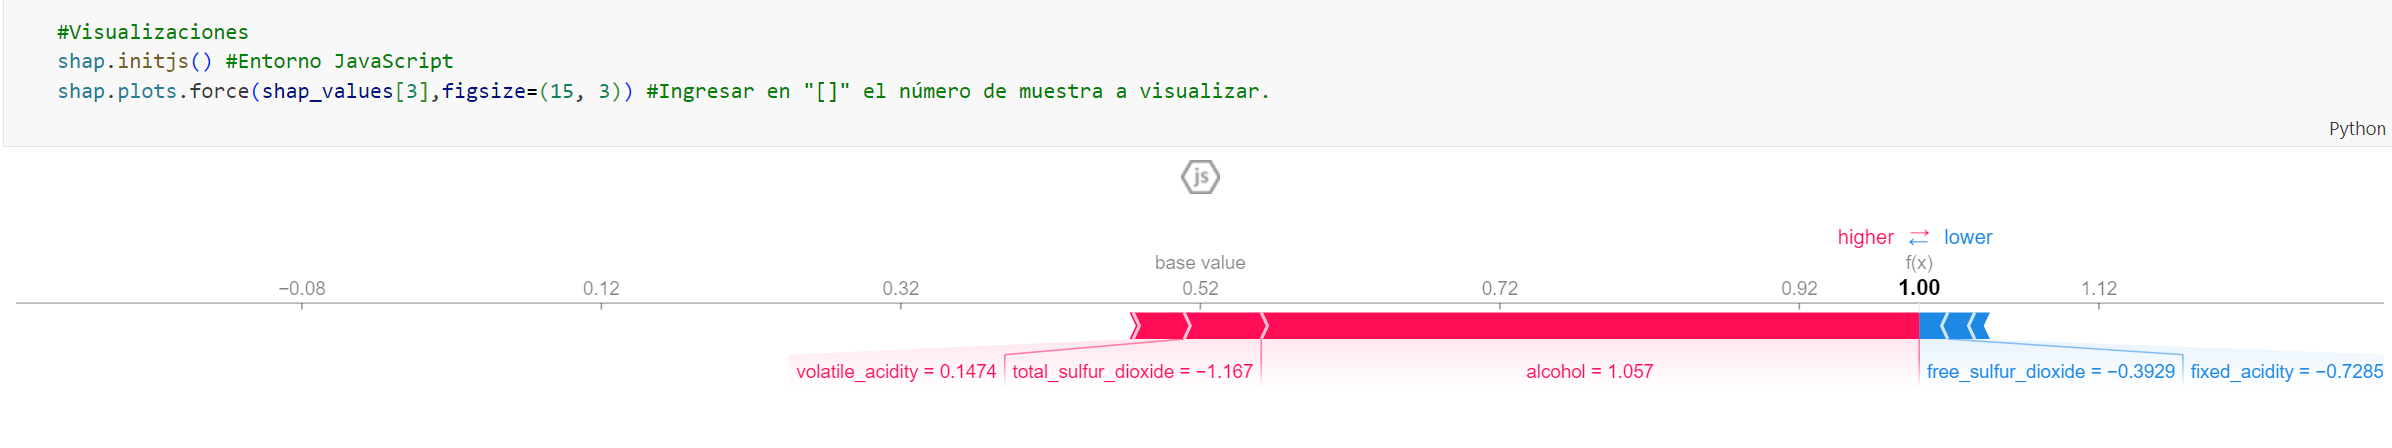 #Visualizaciones
shap.initjs() #Entorno JavaScript
shap.plots.force(shap_values[3],figsize=(15, 3)) #Ingresar en "[]" el número de muestra a visualizar.
Python
js
higher ⇄ lower
base value f(x)
−0.08 0.12 0.32 0.52 0.72 0.92 1.00 1.12
volatile_acidity = 0.1474 total_sulfur_dioxide = −1.167 alcohol = 1.057 free_sulfur_dioxide = −0.3929 fixed_acidity = −0.7285